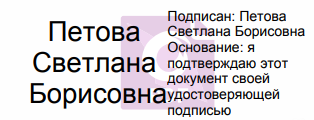 Петова
Светлана
Борисовна
Подписан: Петова
Светлана Борисовна
Основание: я
подтверждаю этот
документ своей
удостоверяющей
подписью